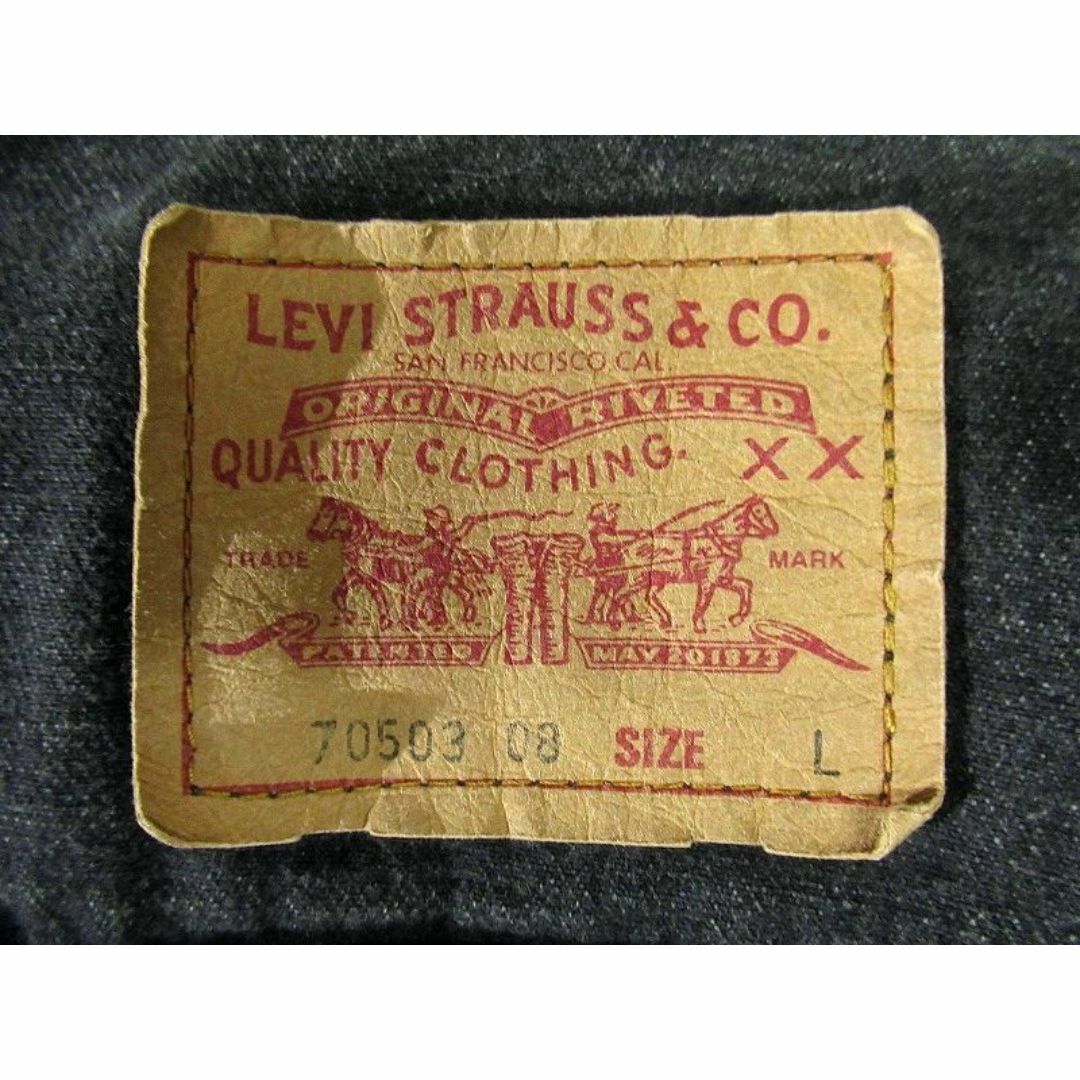 LEVI STRAUSS & CO.
SAN FRANCISCO, CAL.
ORIGINAL RIVETED
QUALITY CLOTHING. XX
TRADE MARK
PATENTED MAY 20 1873
70503 08 SIZE L